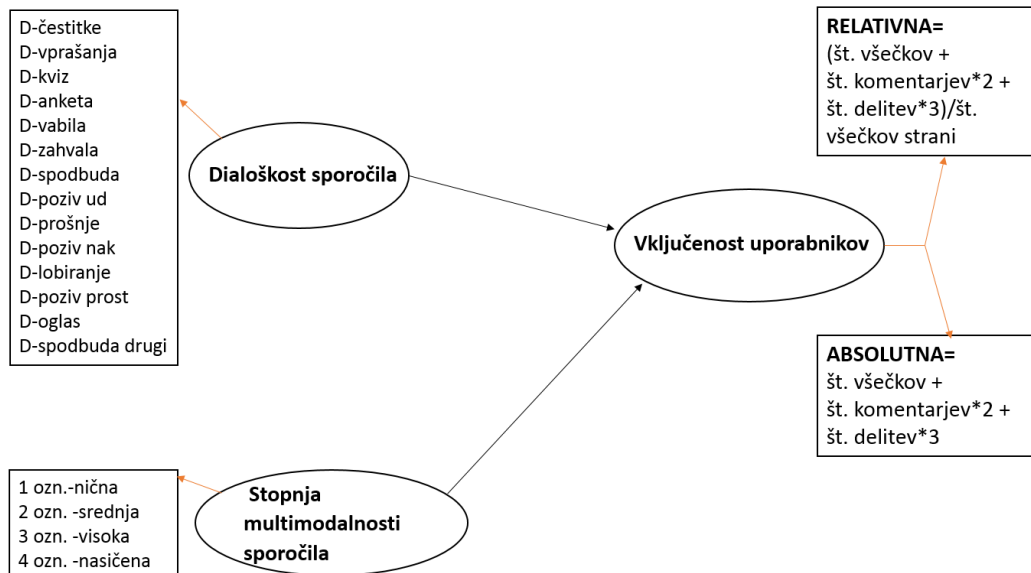 D-čestitke
D-vprašanja
D-kviz
D-anketa
D-vabila
D-zahvala
D-spodbuda
D-poziv ud
D-prošnje
D-poziv nak
D-lobiranje
D-poziv prost
D-oglas
D-spodbuda drugi
Dialoškost sporočila
RELATIVNA=
(št. všečkov +
št. komentarjev*2 +
št. delitev*3)/št.
všečkov strani
Vključenost uporabnikov
ABSOLUTNA=
št. všečkov +
št. komentarjev*2 +
št. delitev*3
1 ozn.-nična
2 ozn. -srednja
3 ozn. -visoka
4 ozn. -nasičena
Stopnja
multimodalnosti
sporočila